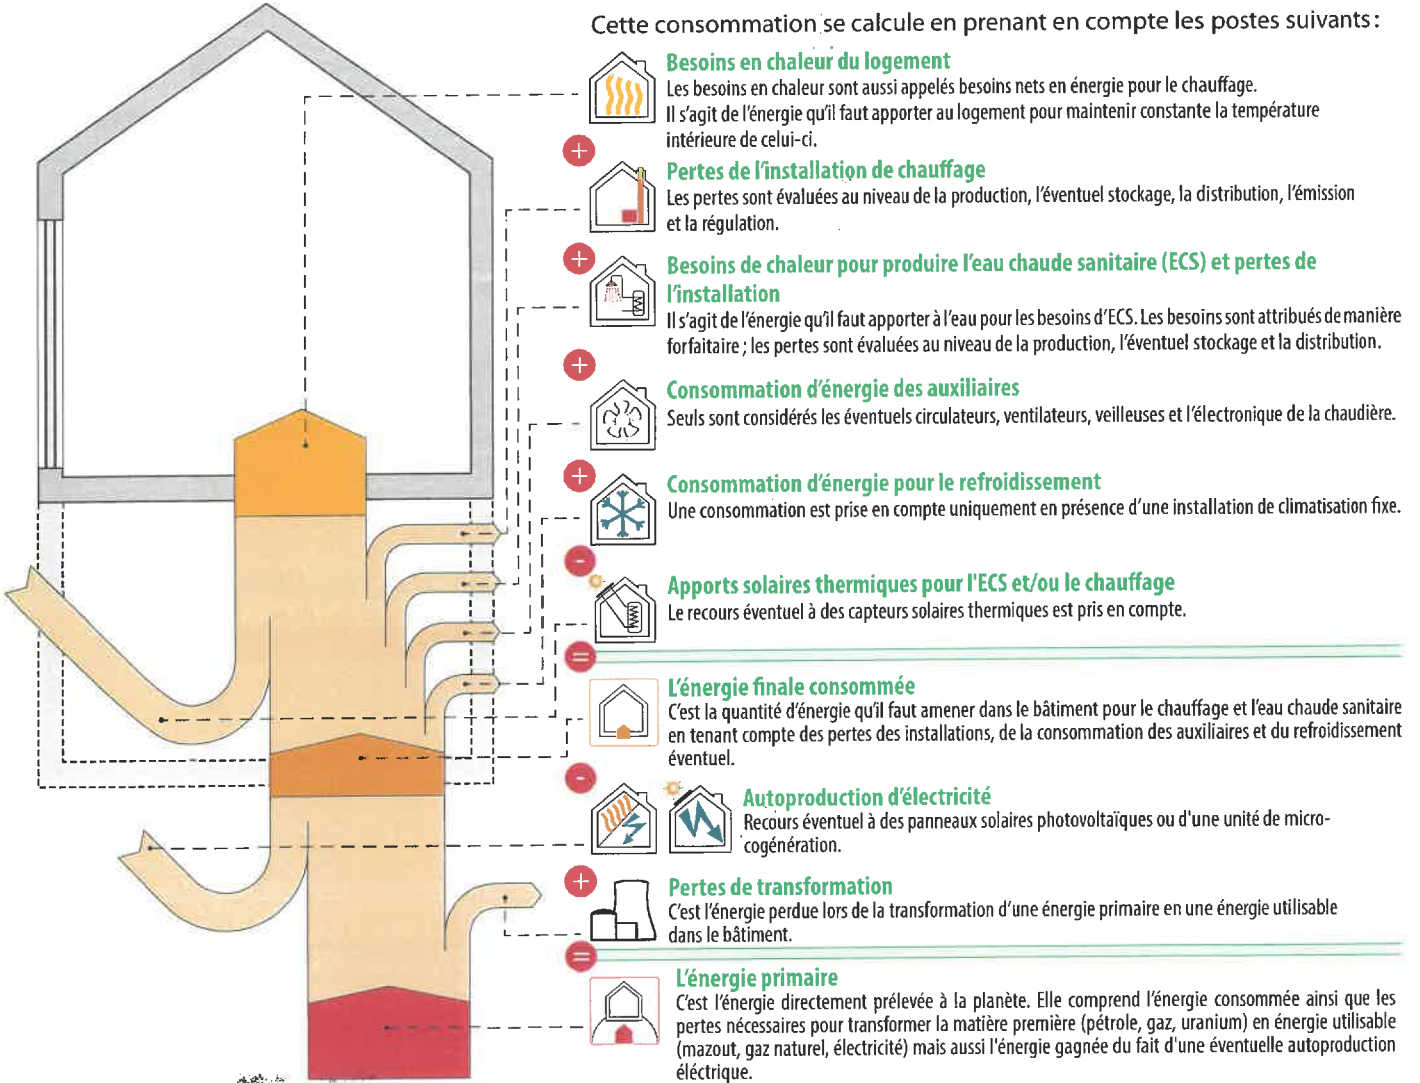 Cette consommation se calcule en prenant en compte les postes suivants :
Besoins en chaleur du logement
Les besoins en chaleur sont aussi appelés besoins nets en énergie pour le chauffage.
Il s'agit de l'énergie qu'il faut apporter au logement pour maintenir constante la température
intérieure de celui-ci.
+
Pertes de l'installation de chauffage
Les pertes sont évaluées au niveau de la production, l'éventuel stockage, la distribution, l'émission
et la régulation.
+
Besoins de chaleur pour produire l'eau chaude sanitaire (ECS) et pertes de
l'installation
Il s'agit de l'énergie qu'il faut apporter à l'eau pour les besoins d'ECS. Les besoins sont attribués de manière
forfaitaire ; les pertes sont évaluées au niveau de la production, l'éventuel stockage et la distribution.
+
Consommation d'énergie des auxiliaires
Seuls sont considérés les éventuels circulateurs, ventilateurs, veilleuses et l'électronique de la chaudière.
+
Consommation d'énergie pour le refroidissement
Une consommation est prise en compte uniquement en présence d'une installation de climatisation fixe.
-
Apports solaires thermiques pour l'ECS et/ou le chauffage
Le recours éventuel à des capteurs solaires thermiques est pris en compte.
=
L'énergie finale consommée
C'est la quantité d'énergie qu'il faut amener dans le bâtiment pour le chauffage et l'eau chaude sanitaire
en tenant compte des pertes des installations, de la consommation des auxiliaires et du refroidissement
éventuel.
-
Autoproduction d'électricité
Recours éventuel à des panneaux solaires photovoltaïques ou d'une unité de micro-
cogénération.
+
Pertes de transformation
C'est l'énergie perdue lors de la transformation d'une énergie primaire en une énergie utilisable
dans le bâtiment.
=
L'énergie primaire
C'est l'énergie directement prélevée à la planète. Elle comprend l'énergie consommée ainsi que les
pertes nécessaires pour transformer la matière première (pétrole, gaz, uranium) en énergie utilisable
(mazout, gaz naturel, électricité) mais aussi l'énergie gagnée du fait d'une éventuelle autoproduction
éléctrique.